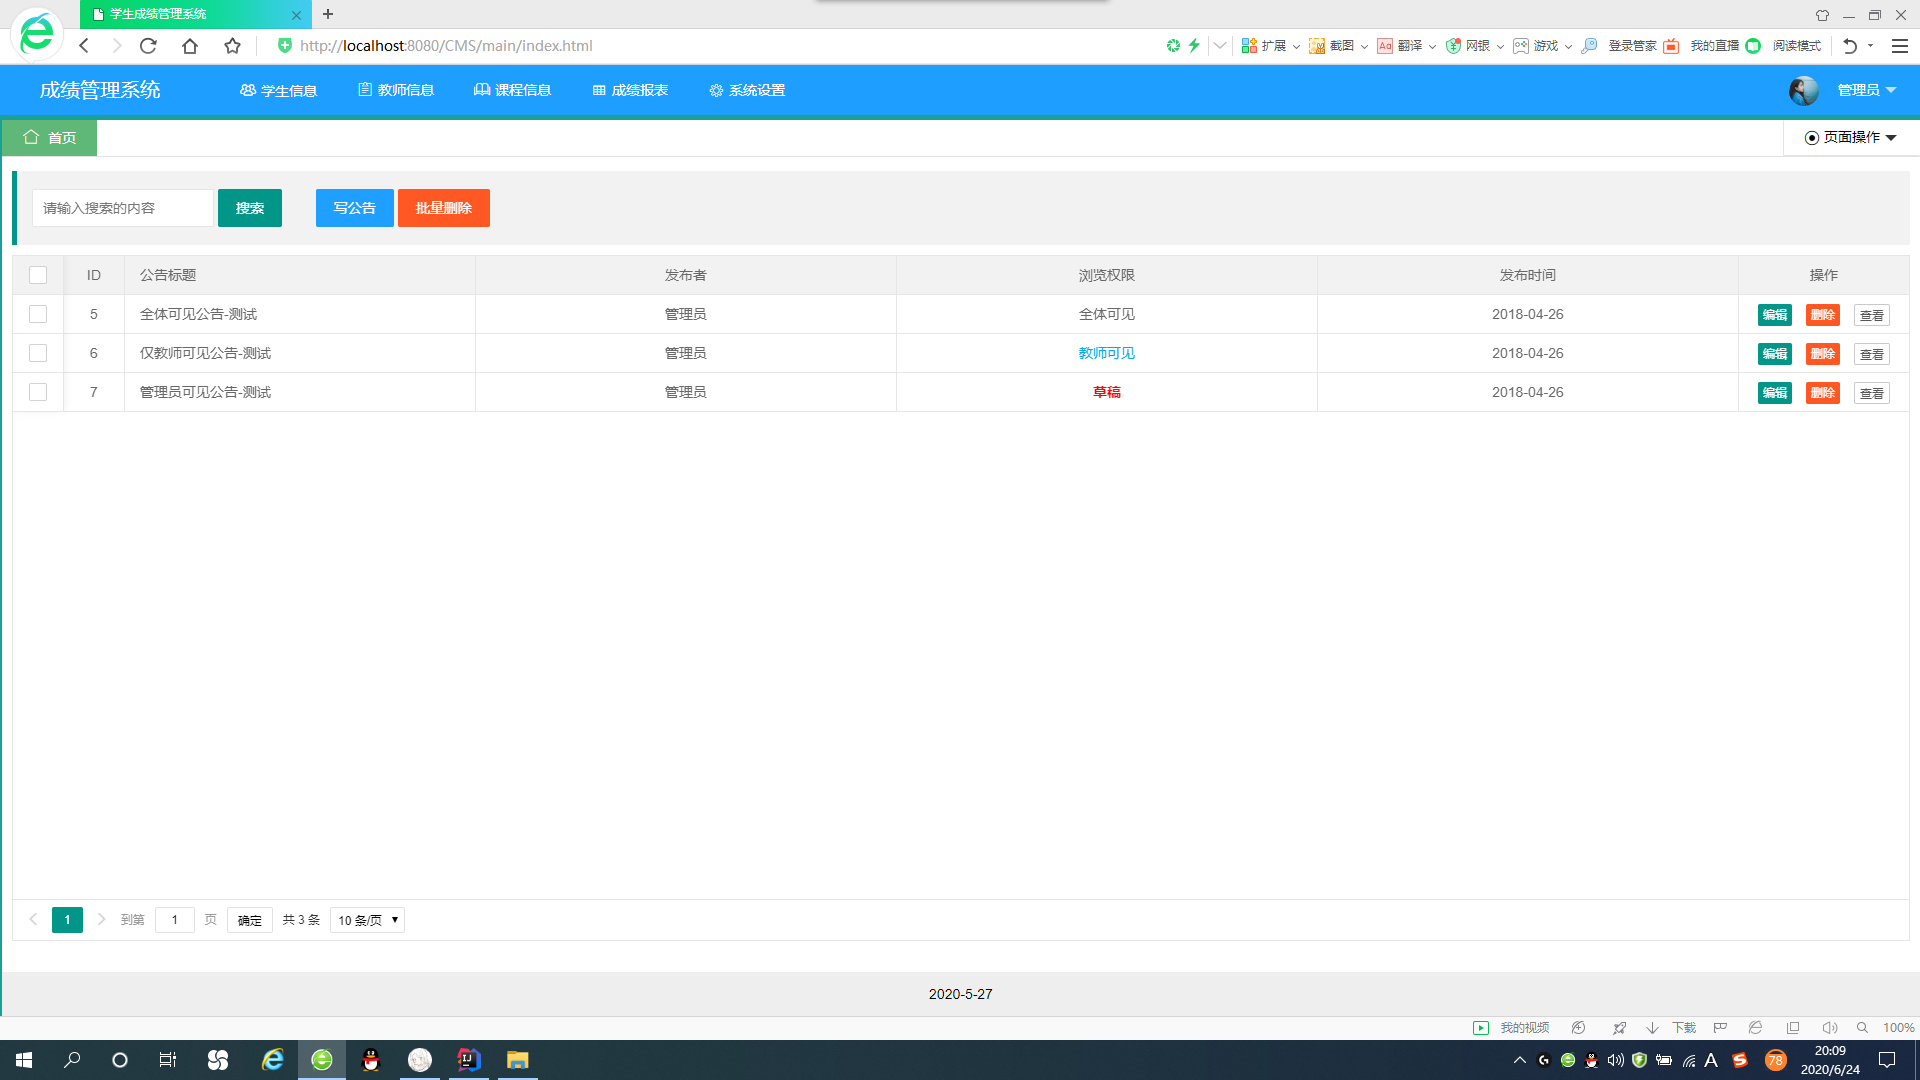 学生成绩管理系统
http://localhost:8080/CMS/main/index.html
扩展 截图 翻译 网银 游戏 登录管家 我的直播 阅读模式
成绩管理系统 学生信息 教师信息 课程信息 成绩报表 系统设置 管理员
首页 页面操作
请输入搜索的内容 搜索 写公告 批量删除
ID 公告标题 发布者 浏览权限 发布时间 操作
5 全体可见公告-测试 管理员 全体可见 2018-04-26 编辑 删除 查看
6 仅教师可见公告-测试 管理员 教师可见 2018-04-26 编辑 删除 查看
7 管理员可见公告-测试 管理员 草稿 2018-04-26 编辑 删除 查看
1 到第 1 页 确定 共 3 条 10 条/页
2020-5-27
我的视频 下载 100%
78 20:09
2020/6/24